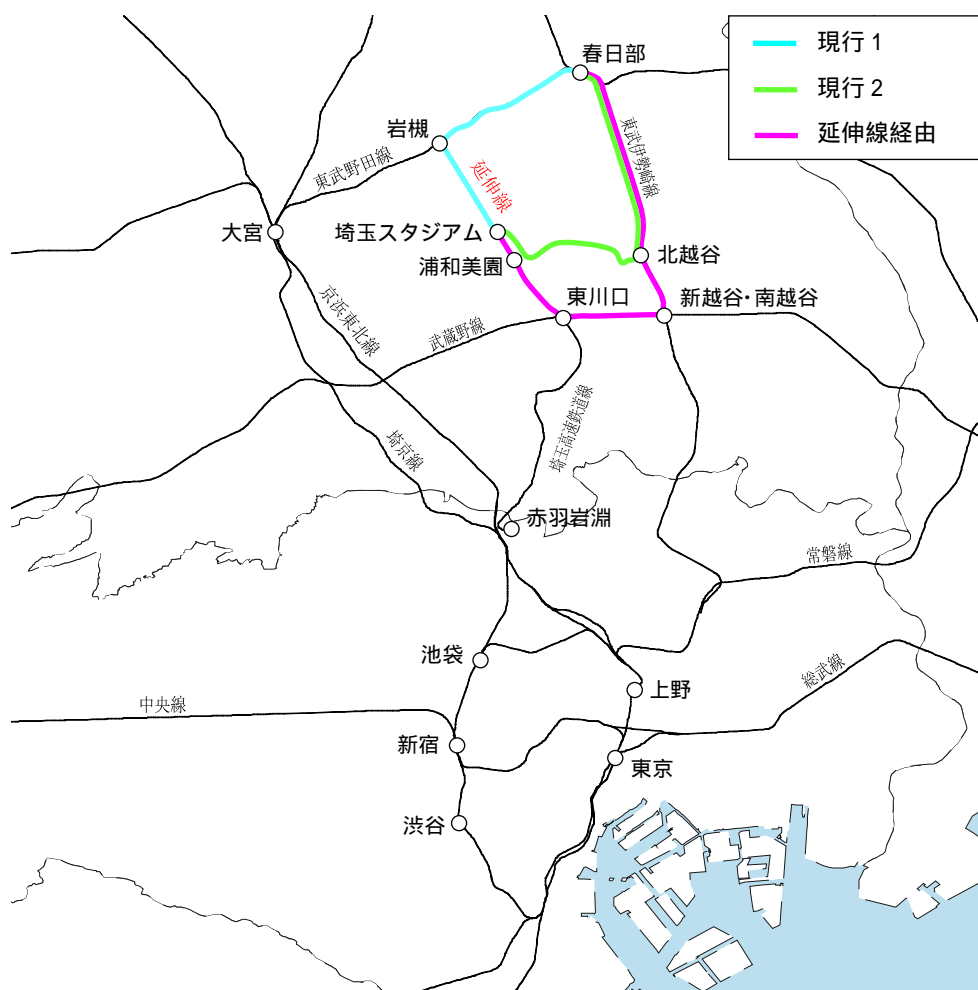 現行1
現行2
延伸線経由
春日部
岩槻
東武野田線
延伸線
東武伊勢崎線
大宮
埼玉スタジアム
浦和美園
北越谷
東川口
新越谷・南越谷
京浜東北線
武蔵野線
埼玉高速鉄道線
埼京線
赤羽岩淵
常磐線
池袋
上野
総武線
中央線
新宿
東京
渋谷